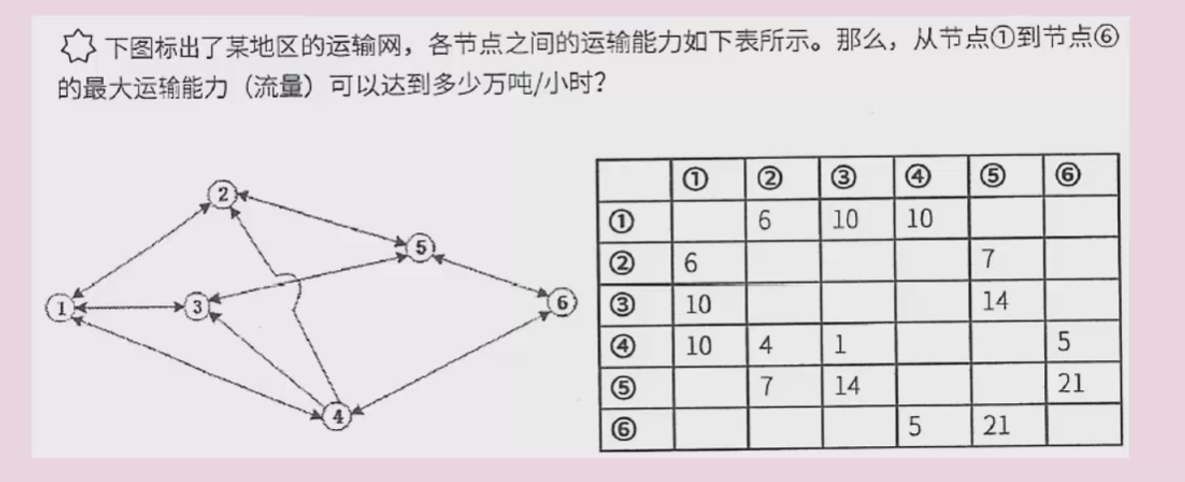 下图标出了某地区的运输网，各节点之间的运输能力如下表所示。那么，从节点①到节点⑥
的最大运输能力（流量）可以达到多少万吨/小时？
2
5
1
3
6
4
① ② ③ ④ ⑤ ⑥
① 6 10 10
② 6 7
③ 10 14
④ 10 4 1 5
⑤ 7 14 21
⑥ 5 21